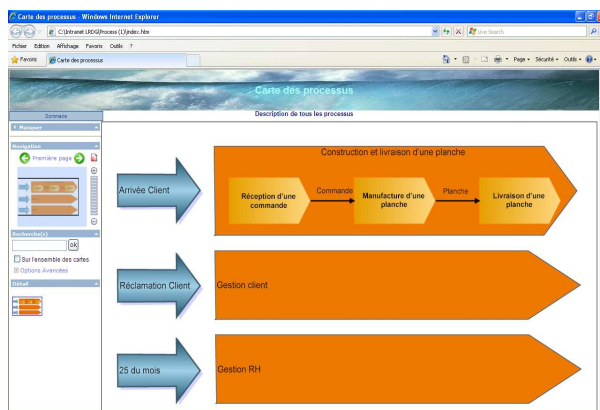 Carte des processus - Windows Internet Explorer
C:\Intranet LRDG\Process (1)\index.htm
Live Search
Fichier Edition Affichage Favoris Outils ?
Favoris Carte des processus Page Sécurité Outils
Carte des processus
Sommaire Description de tous les processus
Masquer
Navigation
Première page
Recherche(s)
ok
Sur l'ensemble des cartes
Options Avancées
Détail
Construction et livraison d'une planche
Arrivée Client
Réception d'une
commande
Commande
Manufacture d'une
planche
Planche
Livraison d'une
planche
Réclamation Client
Gestion client
25 du mois
Gestion RH